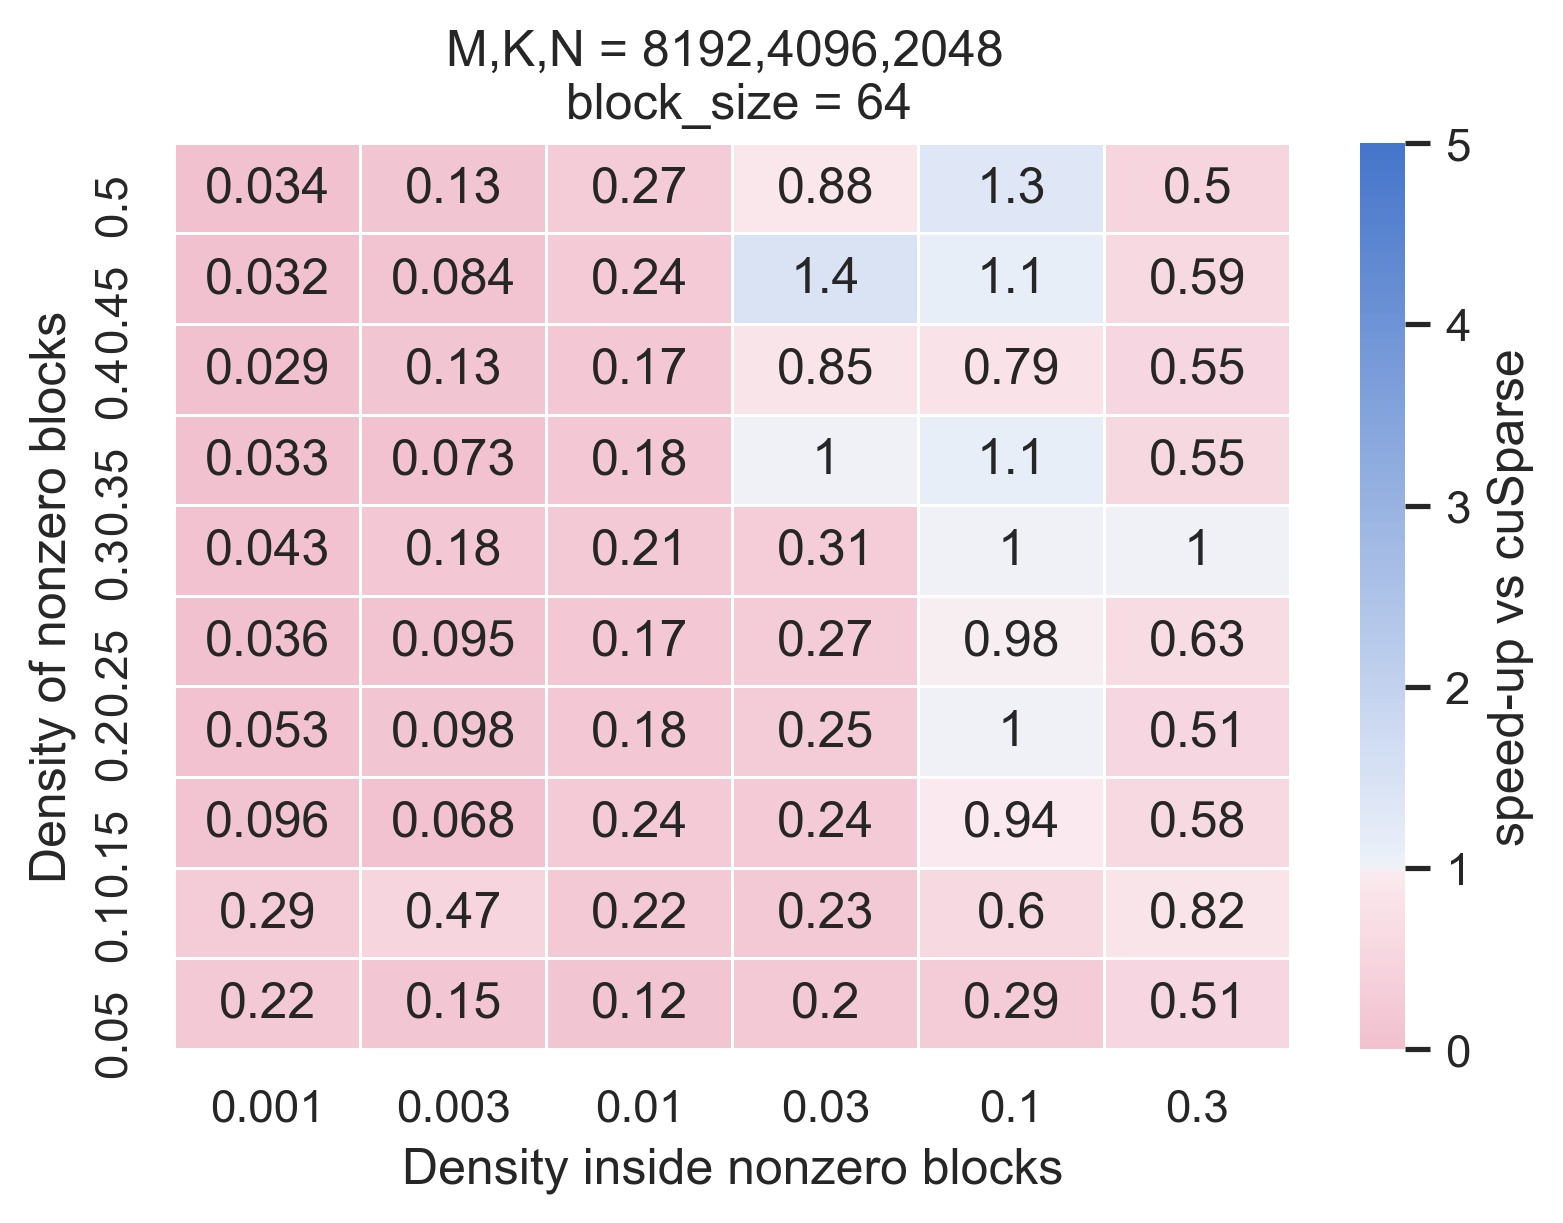 M,K,N = 8192,4096,2048
block_size = 64
Density of nonzero blocks
0.5 0.034 0.13 0.27 0.88 1.3 0.5
0.45 0.032 0.084 0.24 1.4 1.1 0.59
0.4 0.029 0.13 0.17 0.85 0.79 0.55
0.35 0.033 0.073 0.18 1 1.1 0.55
0.3 0.043 0.18 0.21 0.31 1 1
0.25 0.036 0.095 0.17 0.27 0.98 0.63
0.2 0.053 0.098 0.18 0.25 1 0.51
0.15 0.096 0.068 0.24 0.24 0.94 0.58
0.1 0.29 0.47 0.22 0.23 0.6 0.82
0.05 0.22 0.15 0.12 0.2 0.29 0.51
0.001 0.003 0.01 0.03 0.1 0.3
Density inside nonzero blocks
5
4
3
2
1
0
speed-up vs cuSparse